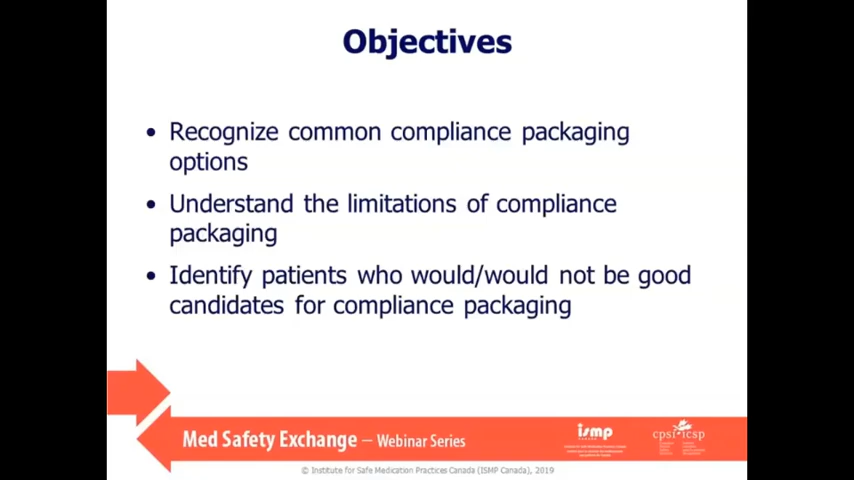 Objectives
• Recognize common compliance packaging
options
• Understand the limitations of compliance
packaging
• Identify patients who would/would not be good
candidates for compliance packaging
Med Safety Exchange – Webinar Series
ismp
CANADA
cpsi•icsp
© Institute for Safe Medication Practices Canada (ISMP Canada), 2019